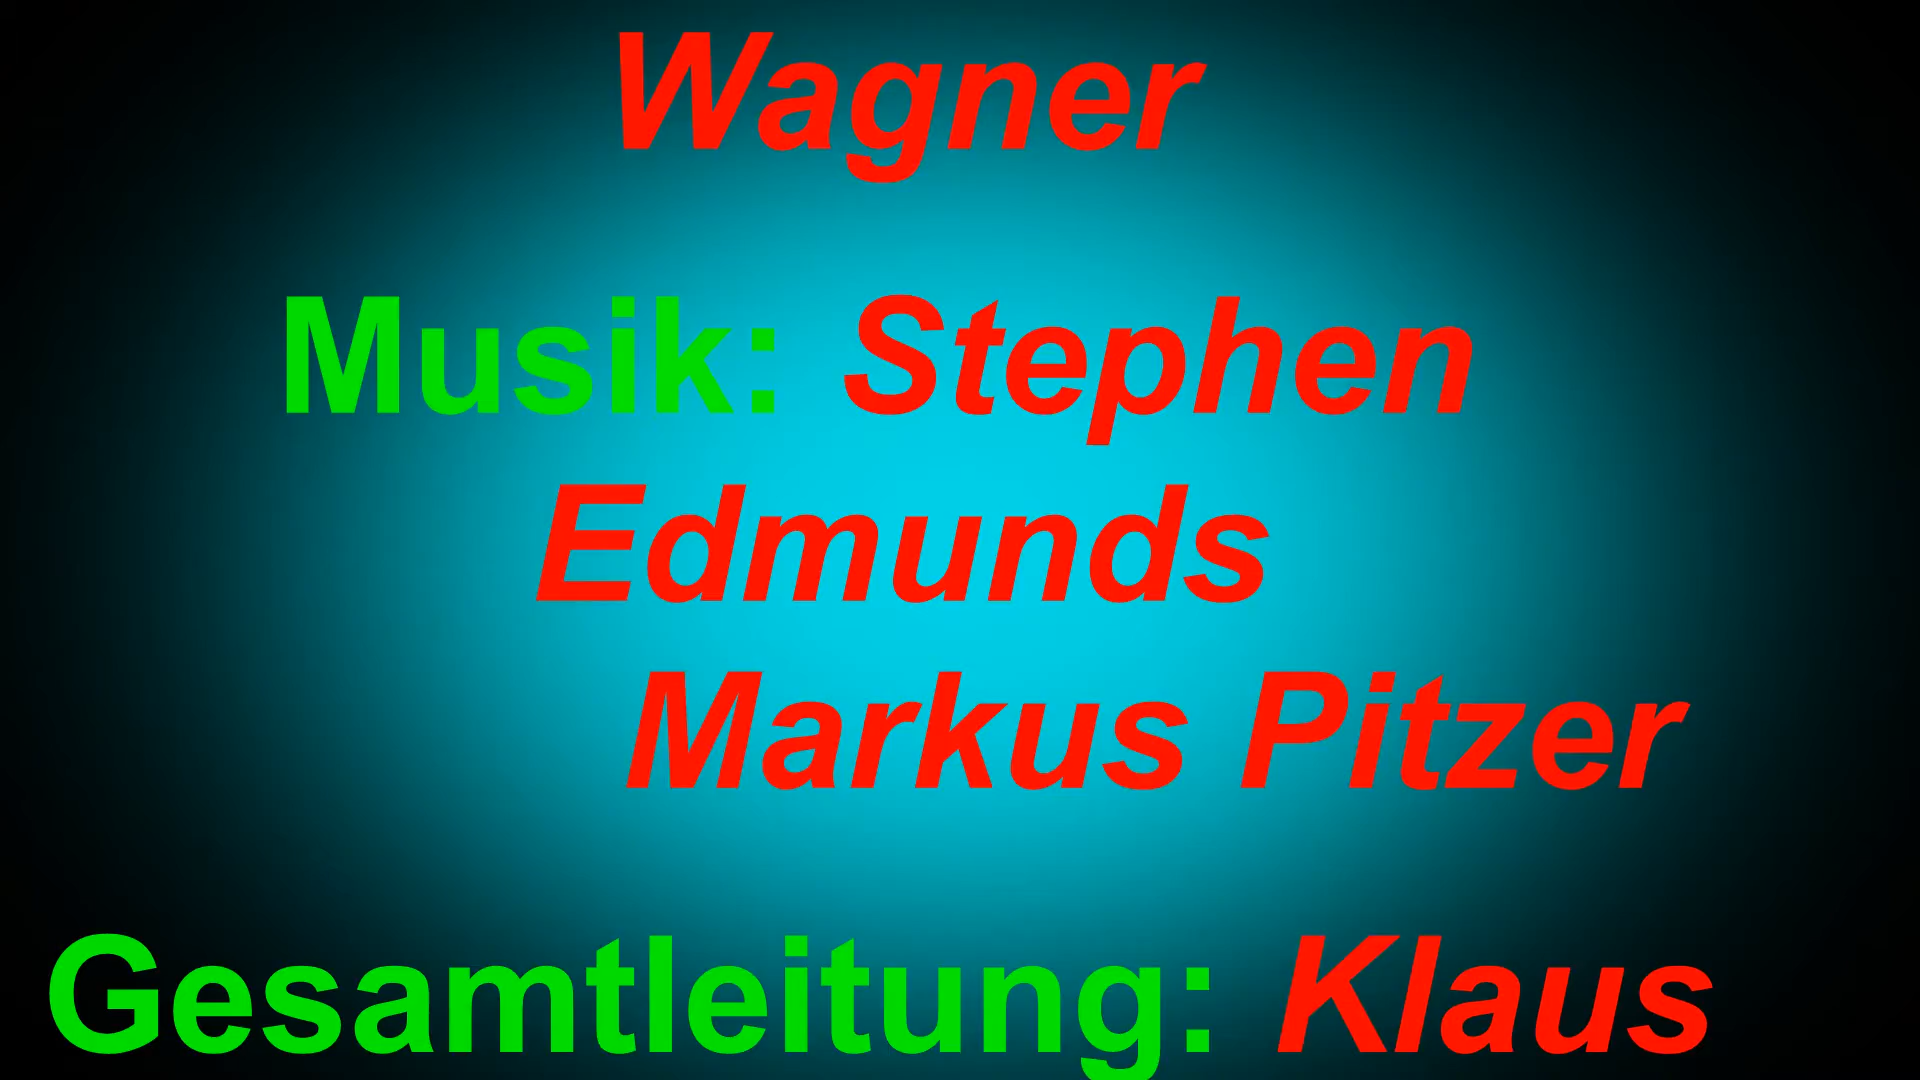 Wagner
Musik: Stephen
Edmunds
Markus Pitzer
Gesamtleitung: Klaus